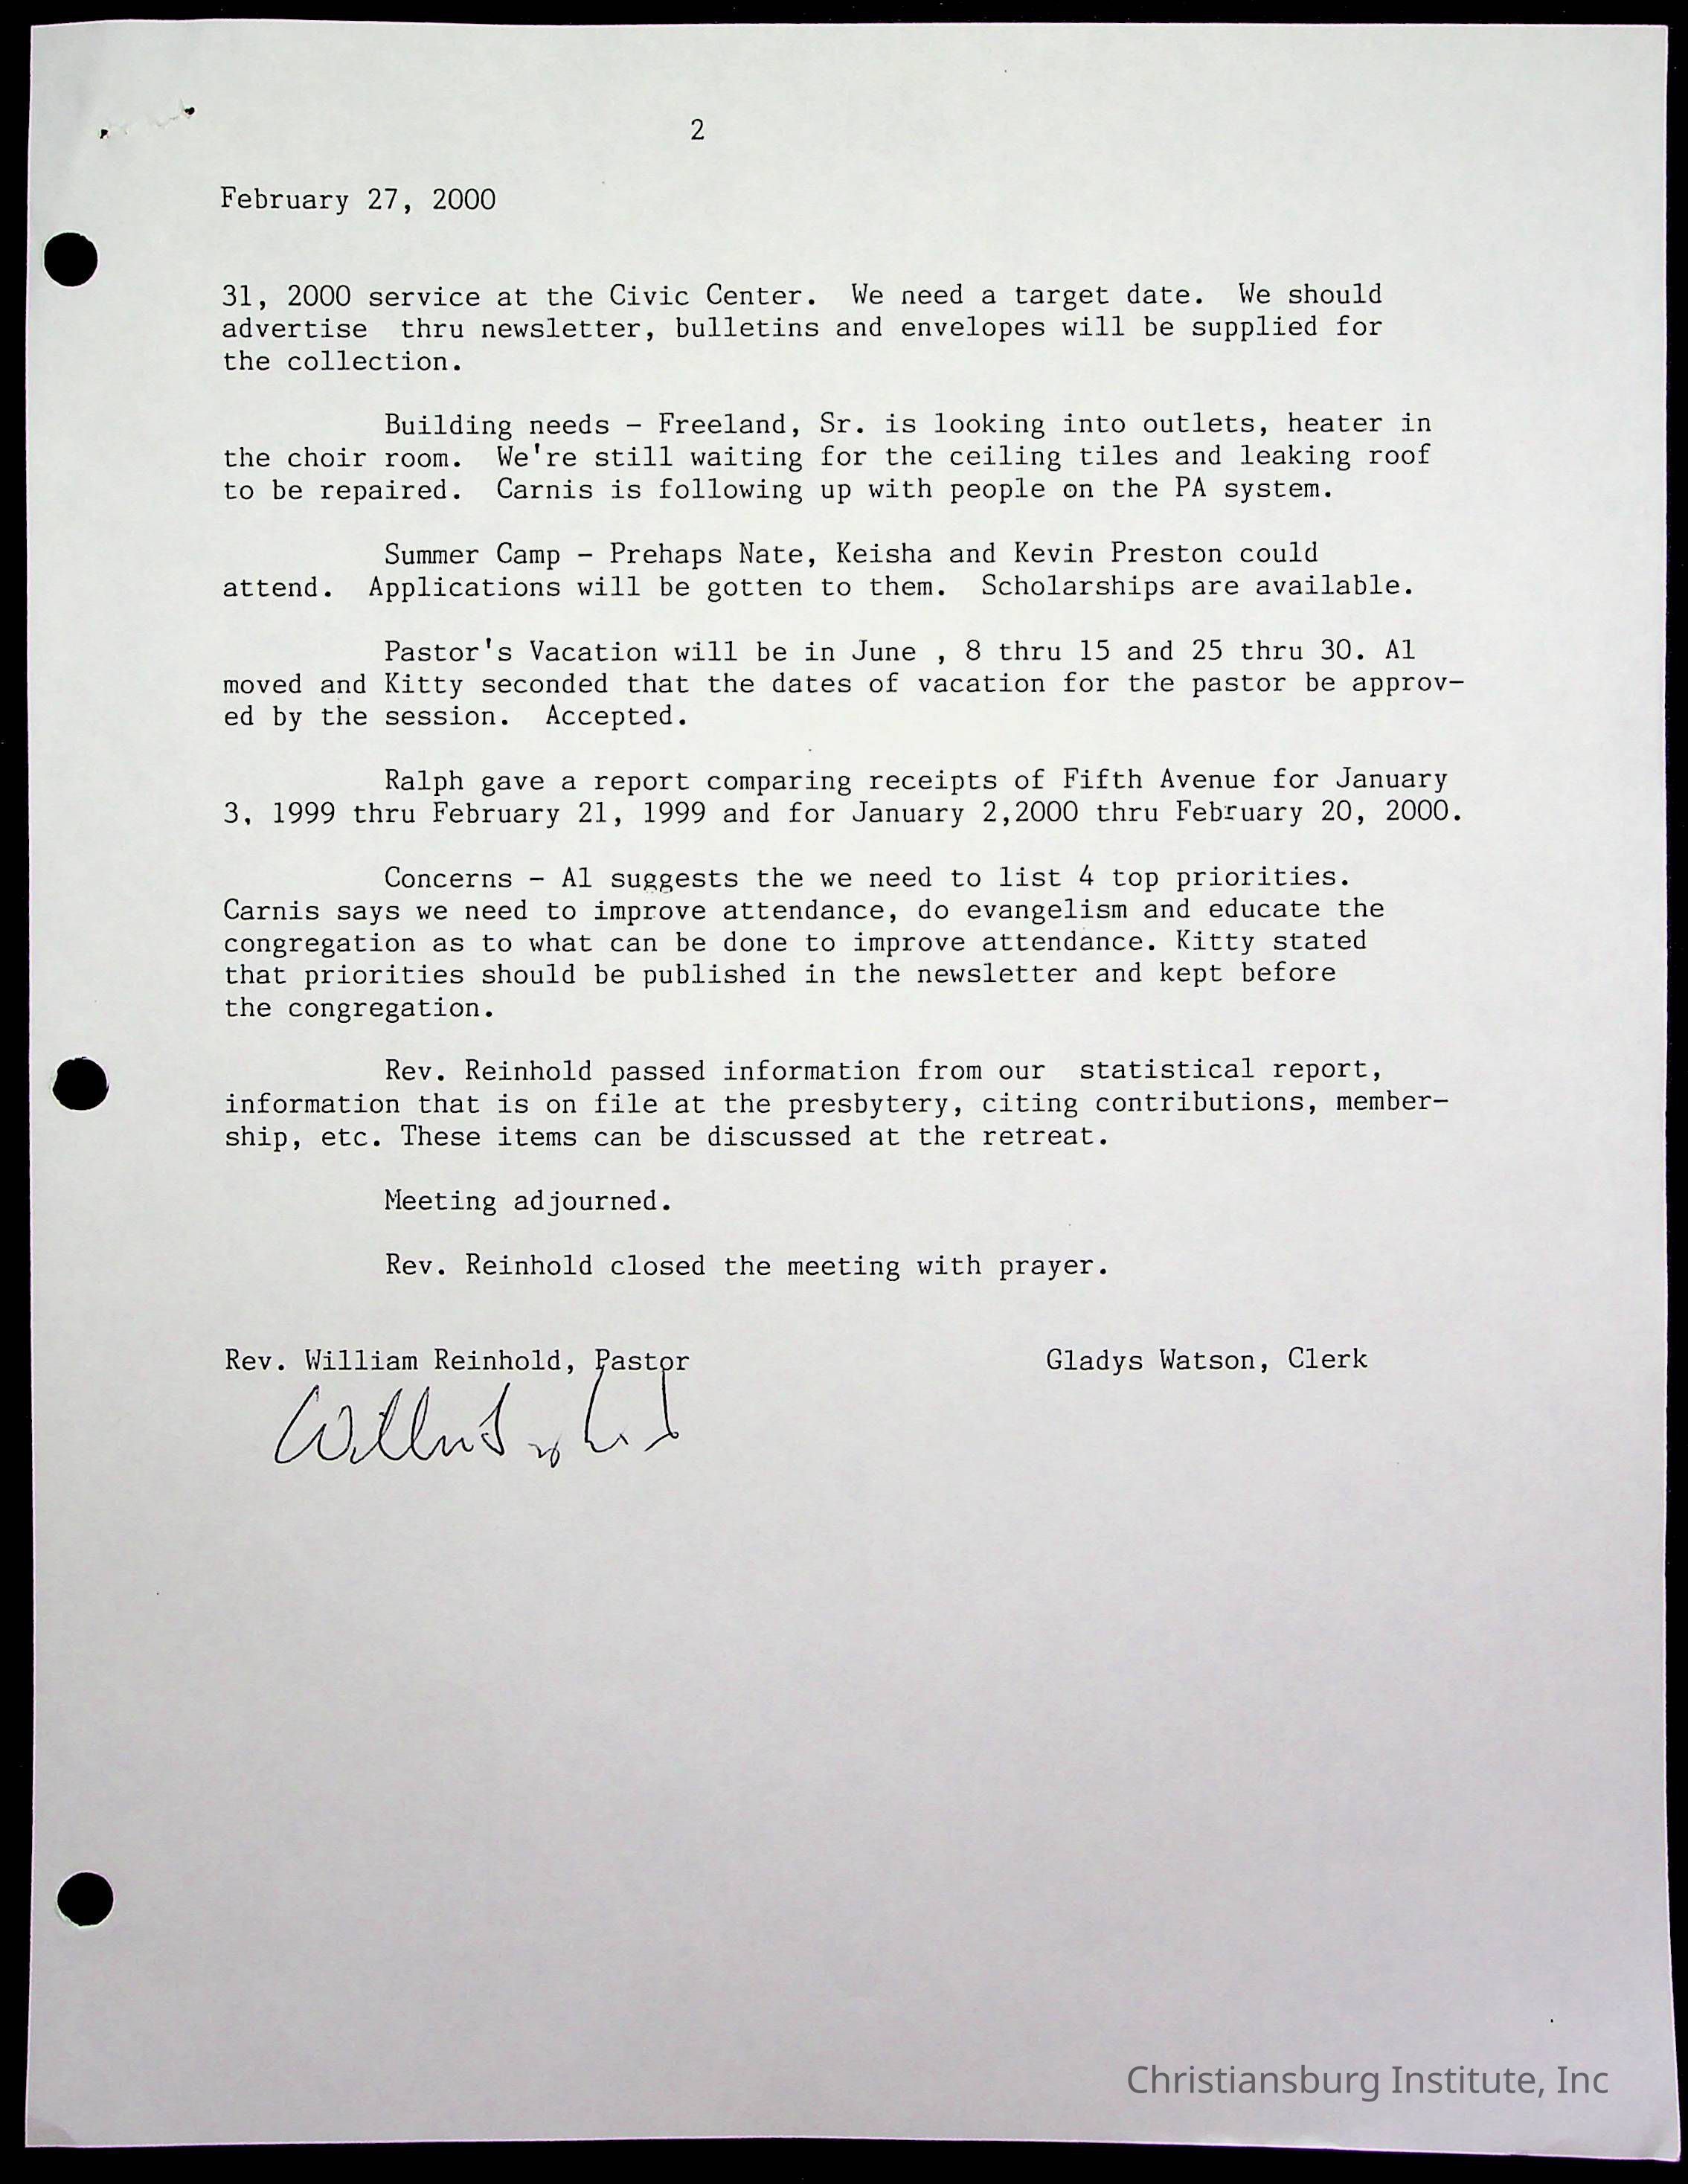 2
February 27, 2000
31, 2000 service at the Civic Center. We need a target date. We should
advertise thru newsletter, bulletins and envelopes will be supplied for
the collection.
Building needs - Freeland, Sr. is looking into outlets, heater in
the choir room. We're still waiting for the ceiling tiles and leaking roof
to be repaired. Carnis is following up with people on the PA system.
Summer Camp - Prehaps Nate, Keisha and Kevin Preston could
attend. Applications will be gotten to them. Scholarships are available.
Pastor's Vacation will be in June , 8 thru 15 and 25 thru 30. Al
moved and Kitty seconded that the dates of vacation for the pastor be approv-
ed by the session. Accepted.
Ralph gave a report comparing receipts of Fifth Avenue for January
3, 1999 thru February 21, 1999 and for January 2,2000 thru February 20, 2000.
Concerns - Al suggests the we need to list 4 top priorities.
Carnis says we need to improve attendance, do evangelism and educate the
congregation as to what can be done to improve attendance. Kitty stated
that priorities should be published in the newsletter and kept before
the congregation.
Rev. Reinhold passed information from our statistical report,
information that is on file at the presbytery, citing contributions, member-
ship, etc. These items can be discussed at the retreat.
Meeting adjourned.
Rev. Reinhold closed the meeting with prayer.
Rev. William Reinhold, Pastor Gladys Watson, Clerk
Christiansburg Institute, Inc